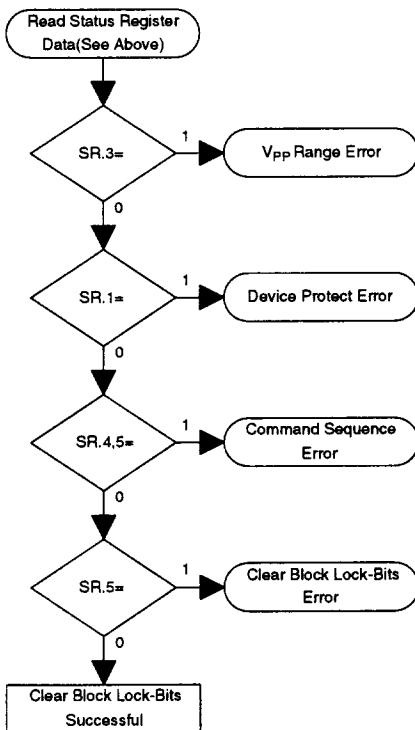 Read Status Register
Data(See Above)
SR.3=
1
VPP Range Error
0
SR.1=
1
Device Protect Error
0
SR.4,5=
1
Command Sequence
Error
0
SR.5=
1
Clear Block Lock-Bits
Error
0
Clear Block Lock-Bits
Successful